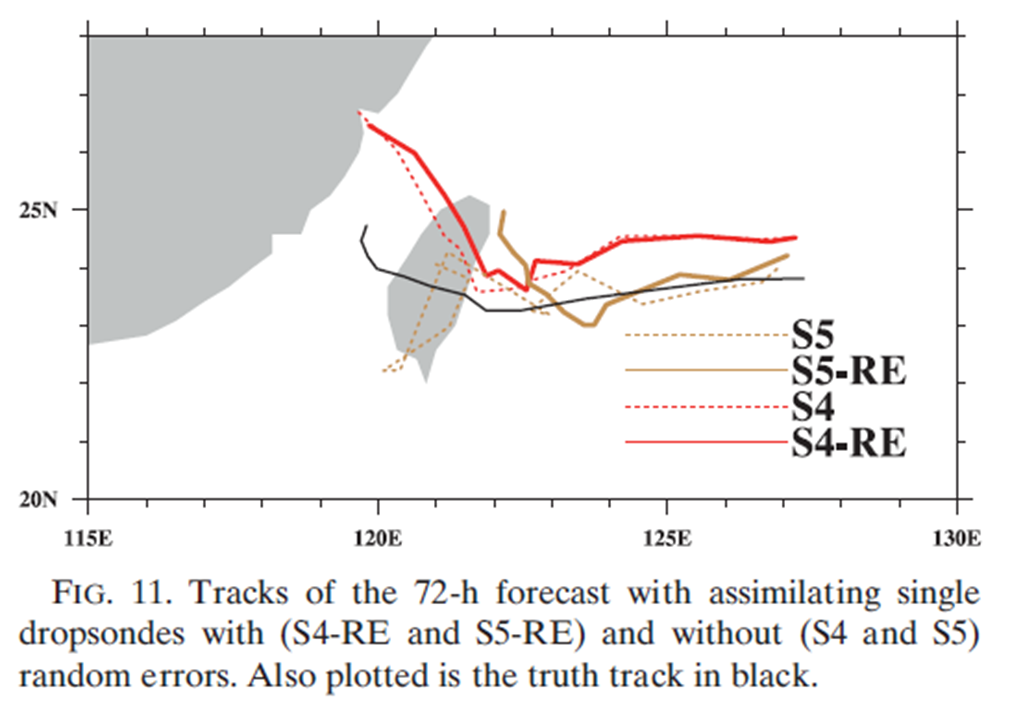 25N
20N
115E
120E
125E
130E
S5
S5-RE
S4
S4-RE
FIG. 11. Tracks of the 72-h forecast with assimilating single
dropsondes with (S4-RE and S5-RE) and without (S4 and S5)
random errors. Also plotted is the truth track in black.